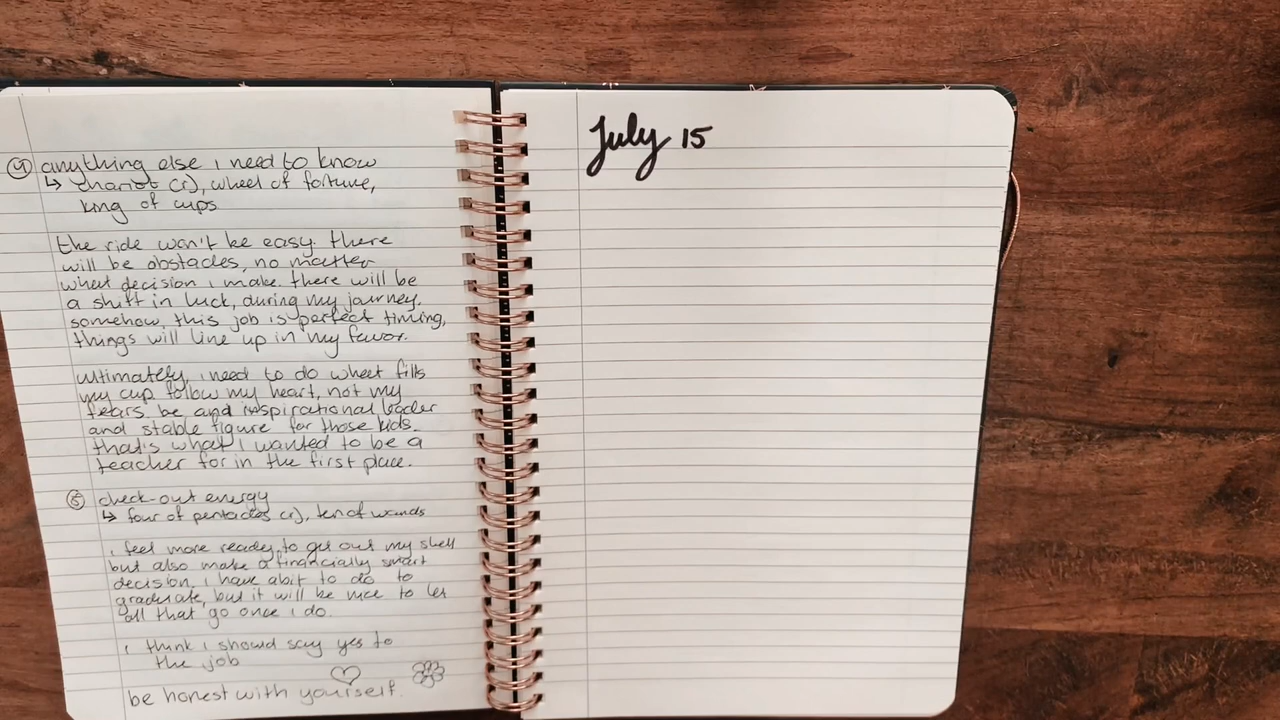 4 anything else i need to know
↳ chariot (r), wheel of fortune,
king of cups
the ride won't be easy. there
will be obstacles, no matter
what decision i make. there will be
a shift in luck, during my journey.
somehow, this job is perfect timing,
things will line up in my favor.
ultimately, i need to do what fills
my cup follow my heart, not my
fears be and inspirational leader
and stable figure for those kids.
that's what i wanted to be a
teacher for in the first place.
5 check-out energy
↳ four of pentacles (r), ten of wands
i feel more ready to get out my shell
but also make a financially smart
decision, i have abit to do to
graduate, but it will be nice to let
all that go once i do.
i think i should say yes to
the job
be honest with yourself.
July 15